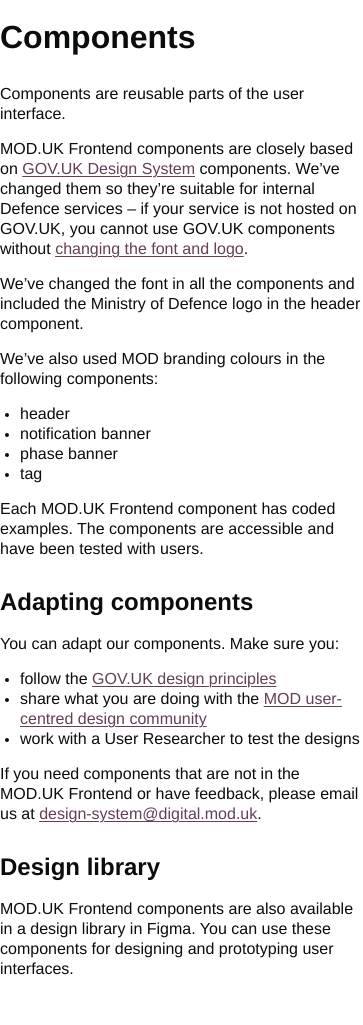 Components
Components are reusable parts of the user
interface.
MOD.UK Frontend components are closely based
on GOV.UK Design System components. We’ve
changed them so they’re suitable for internal
Defence services – if your service is not hosted on
GOV.UK, you cannot use GOV.UK components
without changing the font and logo.
We’ve changed the font in all the components and
included the Ministry of Defence logo in the header
component.
We’ve also used MOD branding colours in the
following components:
• header
• notification banner
• phase banner
• tag
Each MOD.UK Frontend component has coded
examples. The components are accessible and
have been tested with users.
Adapting components
You can adapt our components. Make sure you:
• follow the GOV.UK design principles
• share what you are doing with the MOD user-
centred design community
• work with a User Researcher to test the designs
If you need components that are not in the
MOD.UK Frontend or have feedback, please email
us at design-system@digital.mod.uk.
Design library
MOD.UK Frontend components are also available
in a design library in Figma. You can use these
components for designing and prototyping user
interfaces.